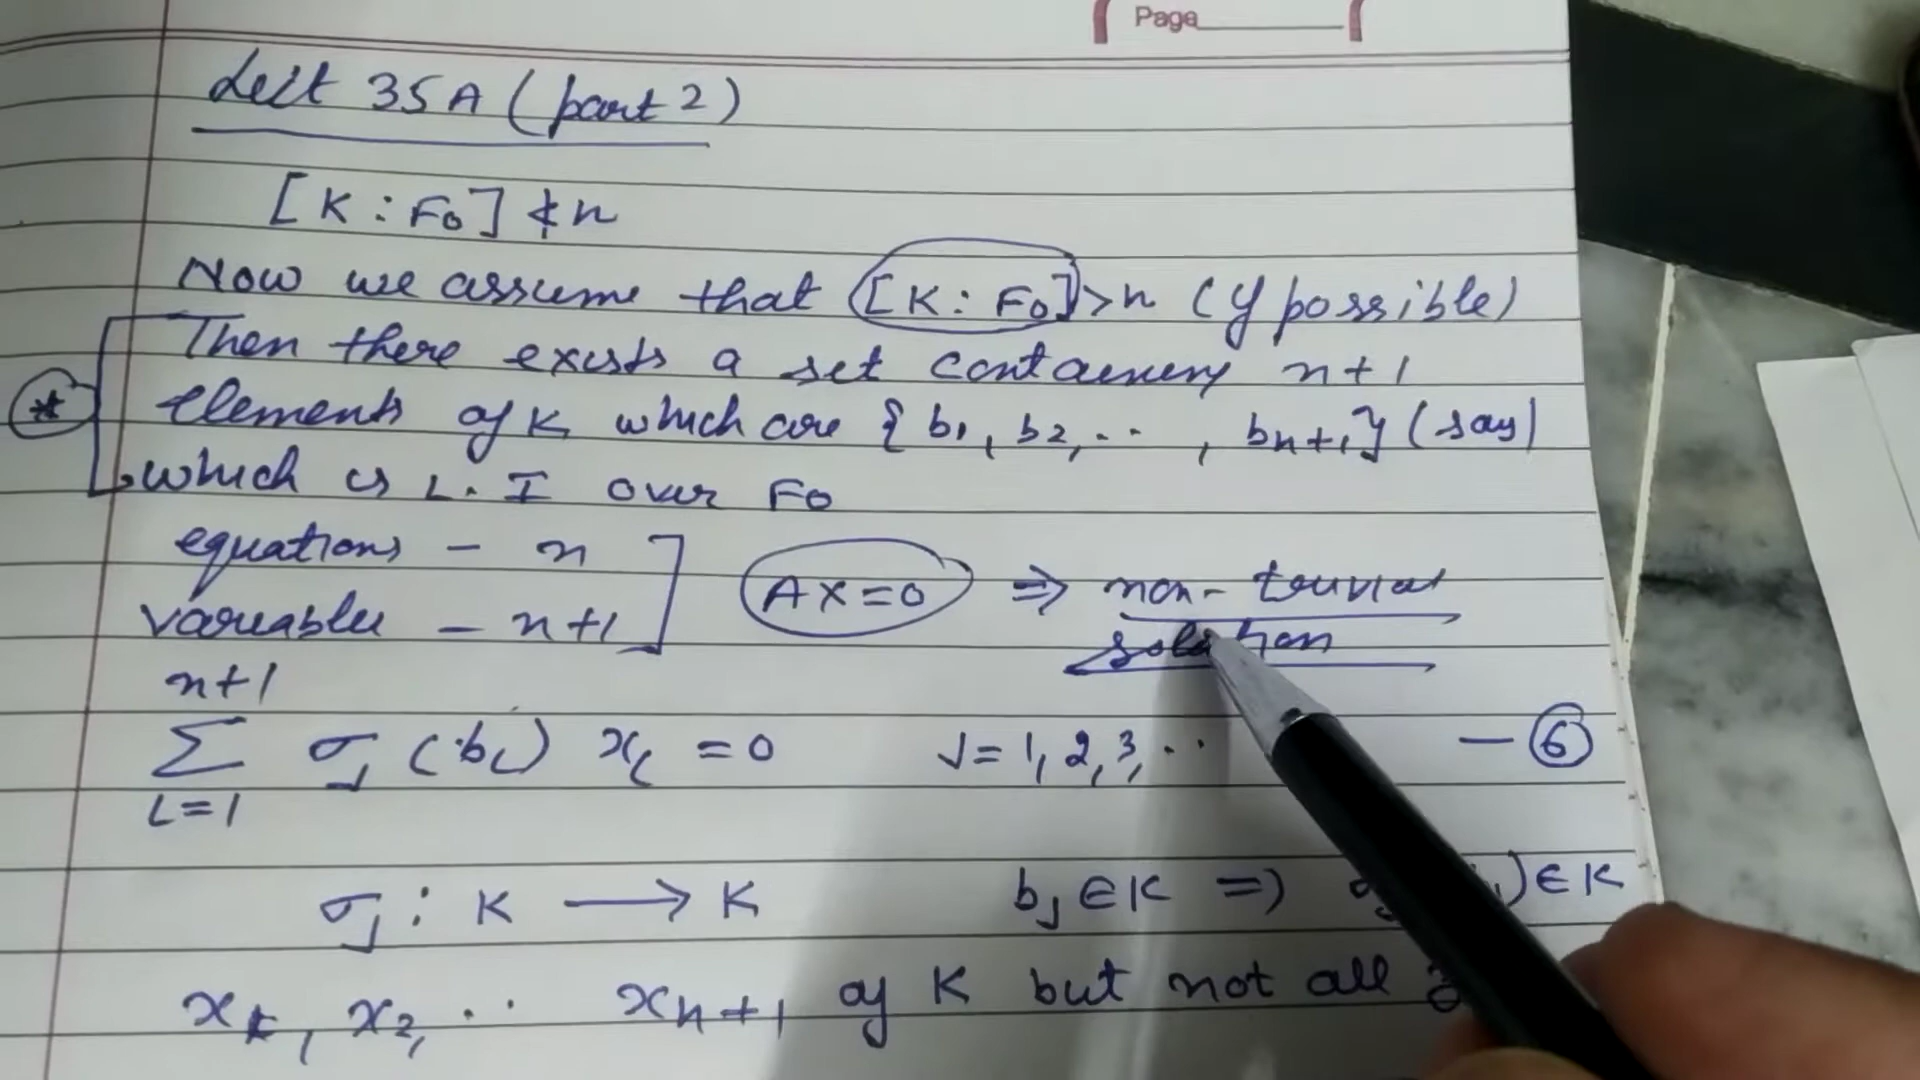 Page
Lect 35A (part 2)
[K : F0] ≮ n
Now we assume that [K : F0] > n (if possible)
Then there exists a set containing n+1
elements of K which are {b1, b2, .. , bn+1} (say)
which is L.I over F0
equations - n
variables - n+1
AX=0 ⇒ non-trivial
solution
n+1
∑ σj (bi) xi = 0 j = 1, 2, 3, .. - 6
i=1
σj : K → K bj ∈ K ⇒ ) ∈ K
x1, x2, .. xn+1 of K but not all